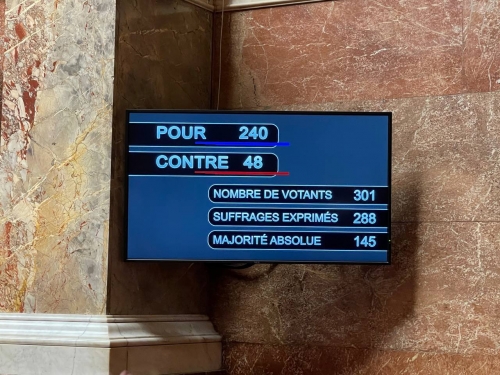 POUR 240
CONTRE 48
NOMBRE DE VOTANTS 301
SUFFRAGES EXPRIMÉS 288
MAJORITÉ ABSOLUE 145